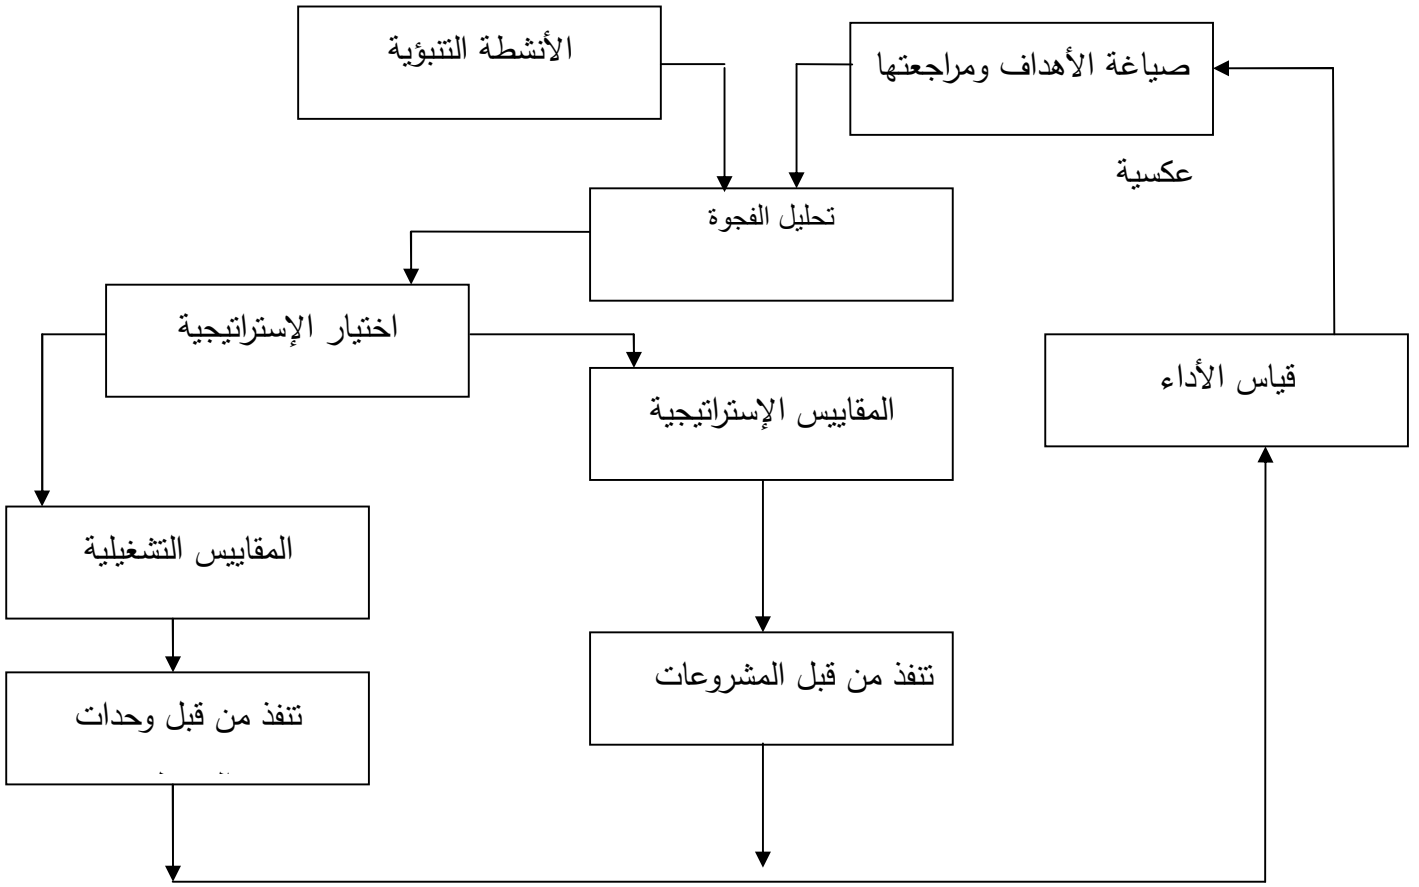 صياغة الأهداف ومراجعتها
الأنشطة التنبؤية
عكسية
تحليل الفجوة
اختيار الإستراتيجية
قياس الأداء
المقاييس الإستراتيجية
المقاييس التشغيلية
تنفذ من قبل المشروعات
تنفذ من قبل وحدات